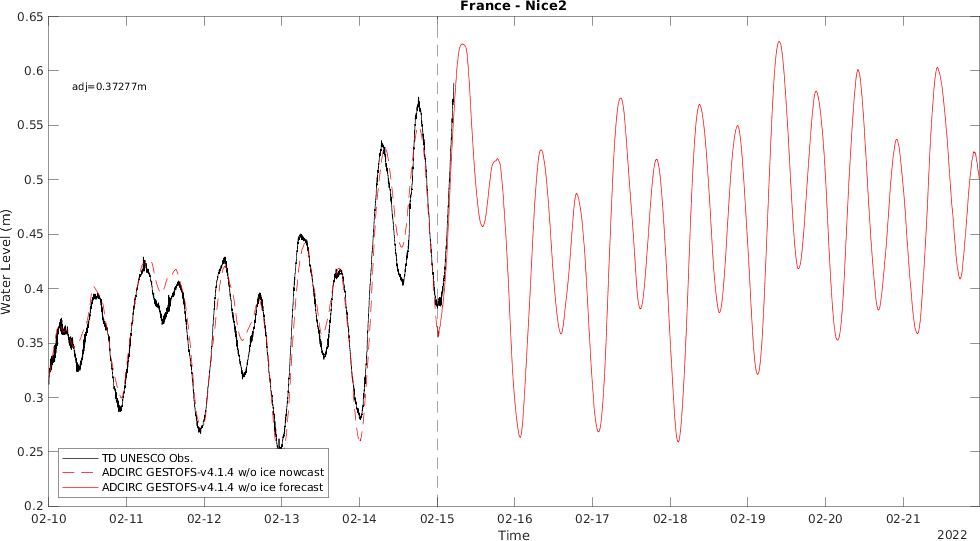 France - Nice2
adj=0.37277m
Water Level (m)
0.65
0.6
0.55
0.5
0.45
0.4
0.35
0.3
0.25
0.2
TD UNESCO Obs.
ADCIRC GESTOFS-v4.1.4 w/o ice nowcast
ADCIRC GESTOFS-v4.1.4 w/o ice forecast
02-10 02-11 02-12 02-13 02-14 02-15 02-16 02-17 02-18 02-19 02-20 02-21
Time
2022